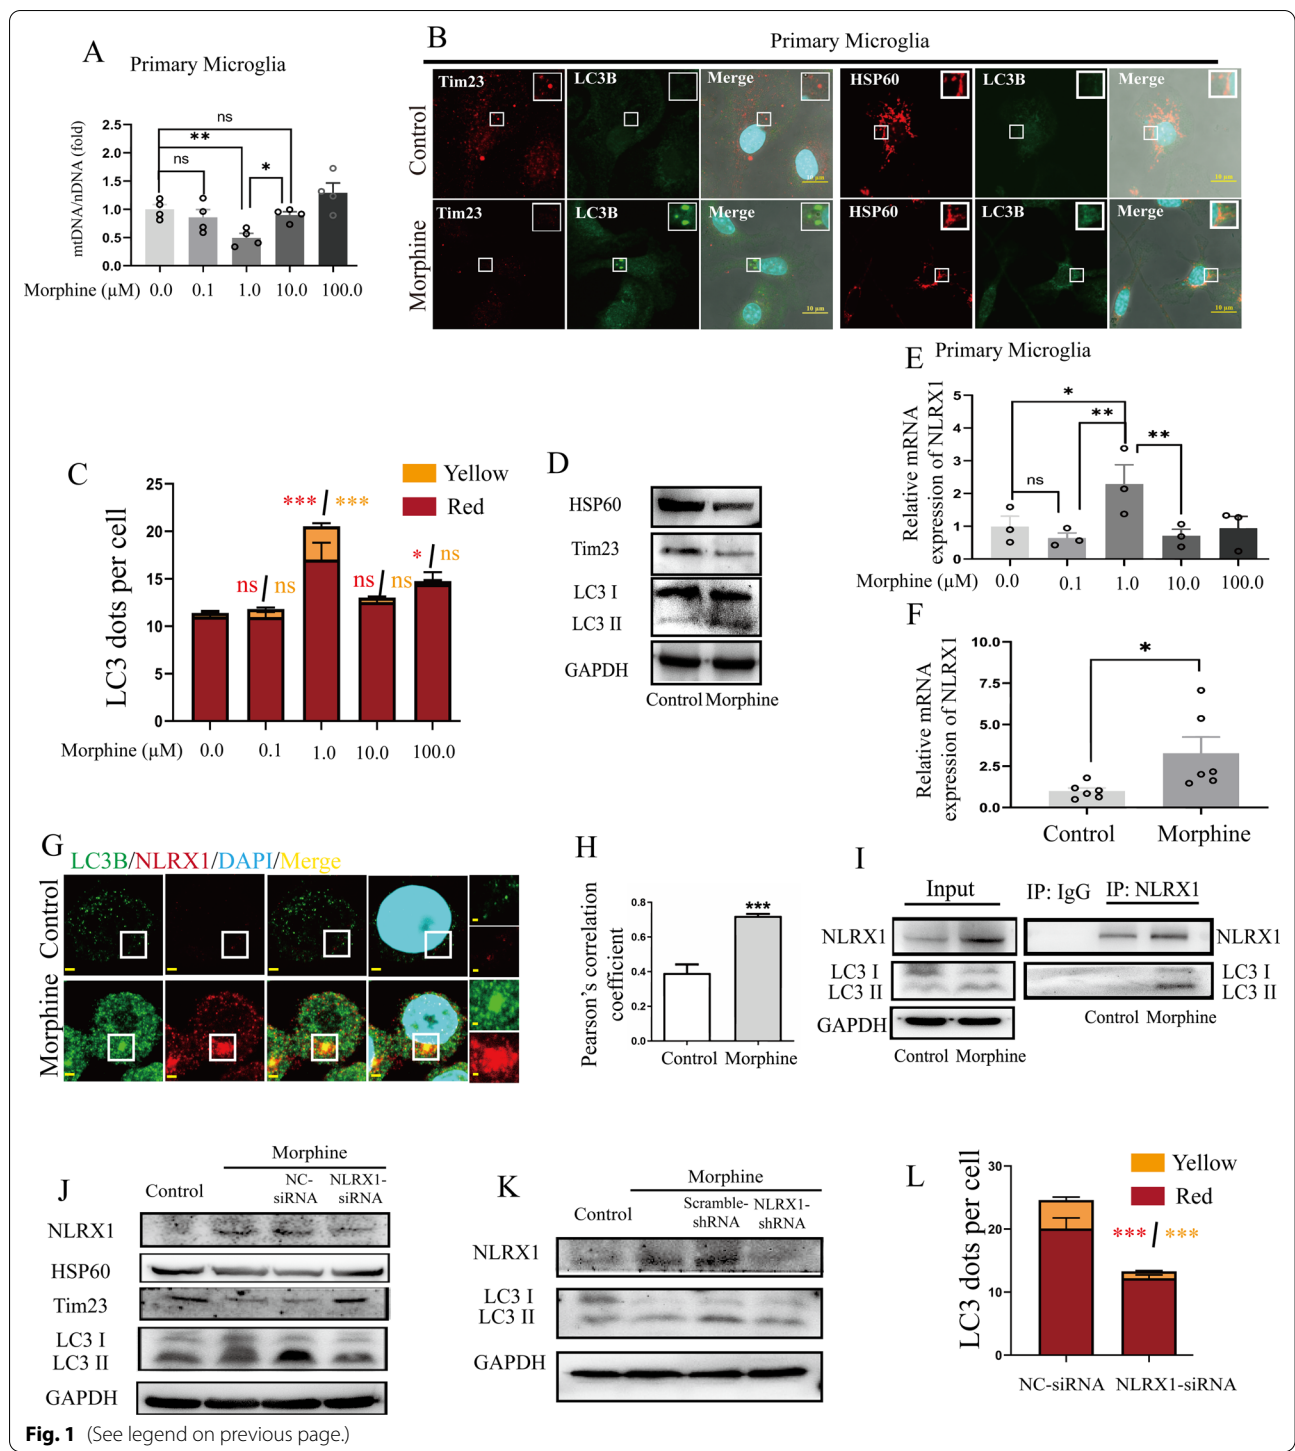 A
Primary Microglia
mtDNA/nDNA (fold)
2.5
2.0
1.5
1.0
0.5
0.0
ns
**
ns
*
Morphine (μM) 0.0 0.1 1.0 10.0 100.0
B
Primary Microglia
Control
Tim23 LC3B Merge HSP60 LC3B Merge
10 μm 10 μm
Morphine
Tim23 LC3B Merge HSP60 LC3B Merge
10 μm 10 μm
C
Yellow
Red
LC3 dots per cell
25
20
15
10
5
0
ns / ns
*** / ***
ns / ns
* / ns
Morphine (μM) 0.0 0.1 1.0 10.0 100.0
D
HSP60
Tim23
LC3 I
LC3 II
GAPDH
Control Morphine
E Primary Microglia
Relative mRNA
expression of NLRX1
5
4
3
2
1
0
*
**
**
ns
Morphine (μM) 0.0 0.1 1.0 10.0 100.0
F
Relative mRNA
expression of NLRX1
10.0
7.5
5.0
2.5
0.0
*
Control Morphine
G
LC3B/NLRX1/DAPI/Merge
Control
Morphine
H
Pearson's correlation
coefficient
0.8
0.6
0.4
0.2
0.0
***
Control Morphine
I
Input IP: IgG IP: NLRX1
NLRX1 NLRX1
LC3 I LC3 I
LC3 II LC3 II
GAPDH
Control Morphine
Control Morphine
J
Morphine
Control NC-siRNA NLRX1-siRNA
NLRX1
HSP60
Tim23
LC3 I
LC3 II
GAPDH
K
Morphine
Control Scramble-shRNA NLRX1-shRNA
NLRX1
LC3 I
LC3 II
GAPDH
L
Yellow
Red
LC3 dots per cell
30
20
10
0
*** / ***
NC-siRNA NLRX1-siRNA
Fig. 1 (See legend on previous page.)